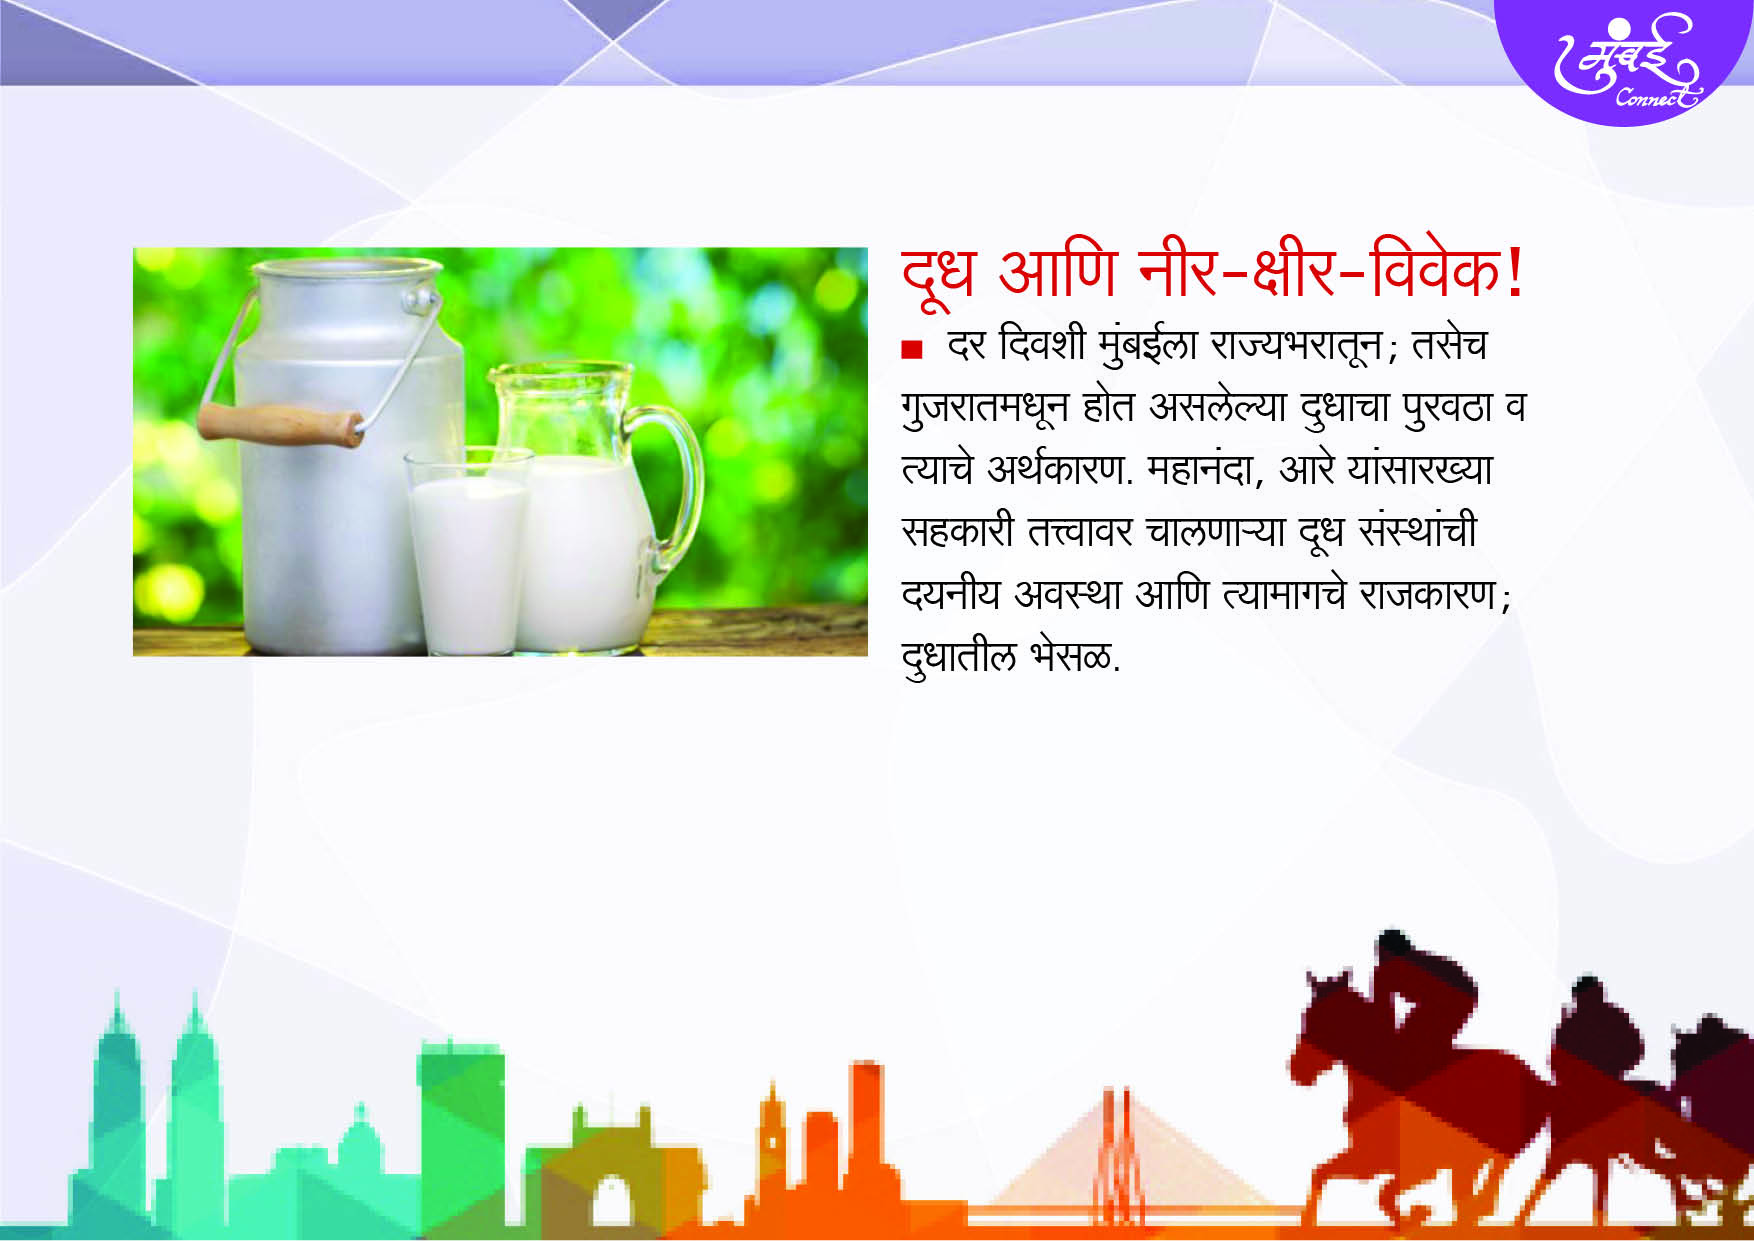 मुंबई
Connect
दूध आणि नीर-क्षीर-विवेक!
■ दर दिवशी मुंबईला राज्यभरातून; तसेच
गुजरातमधून होत असलेल्या दुधाचा पुरवठा व
त्याचे अर्थकारण. महानंदा, आरे यांसारख्या
सहकारी तत्त्वावर चालणाऱ्या दूध संस्थांची
दयनीय अवस्था आणि त्यामागचे राजकारण;
दुधातील भेसळ.